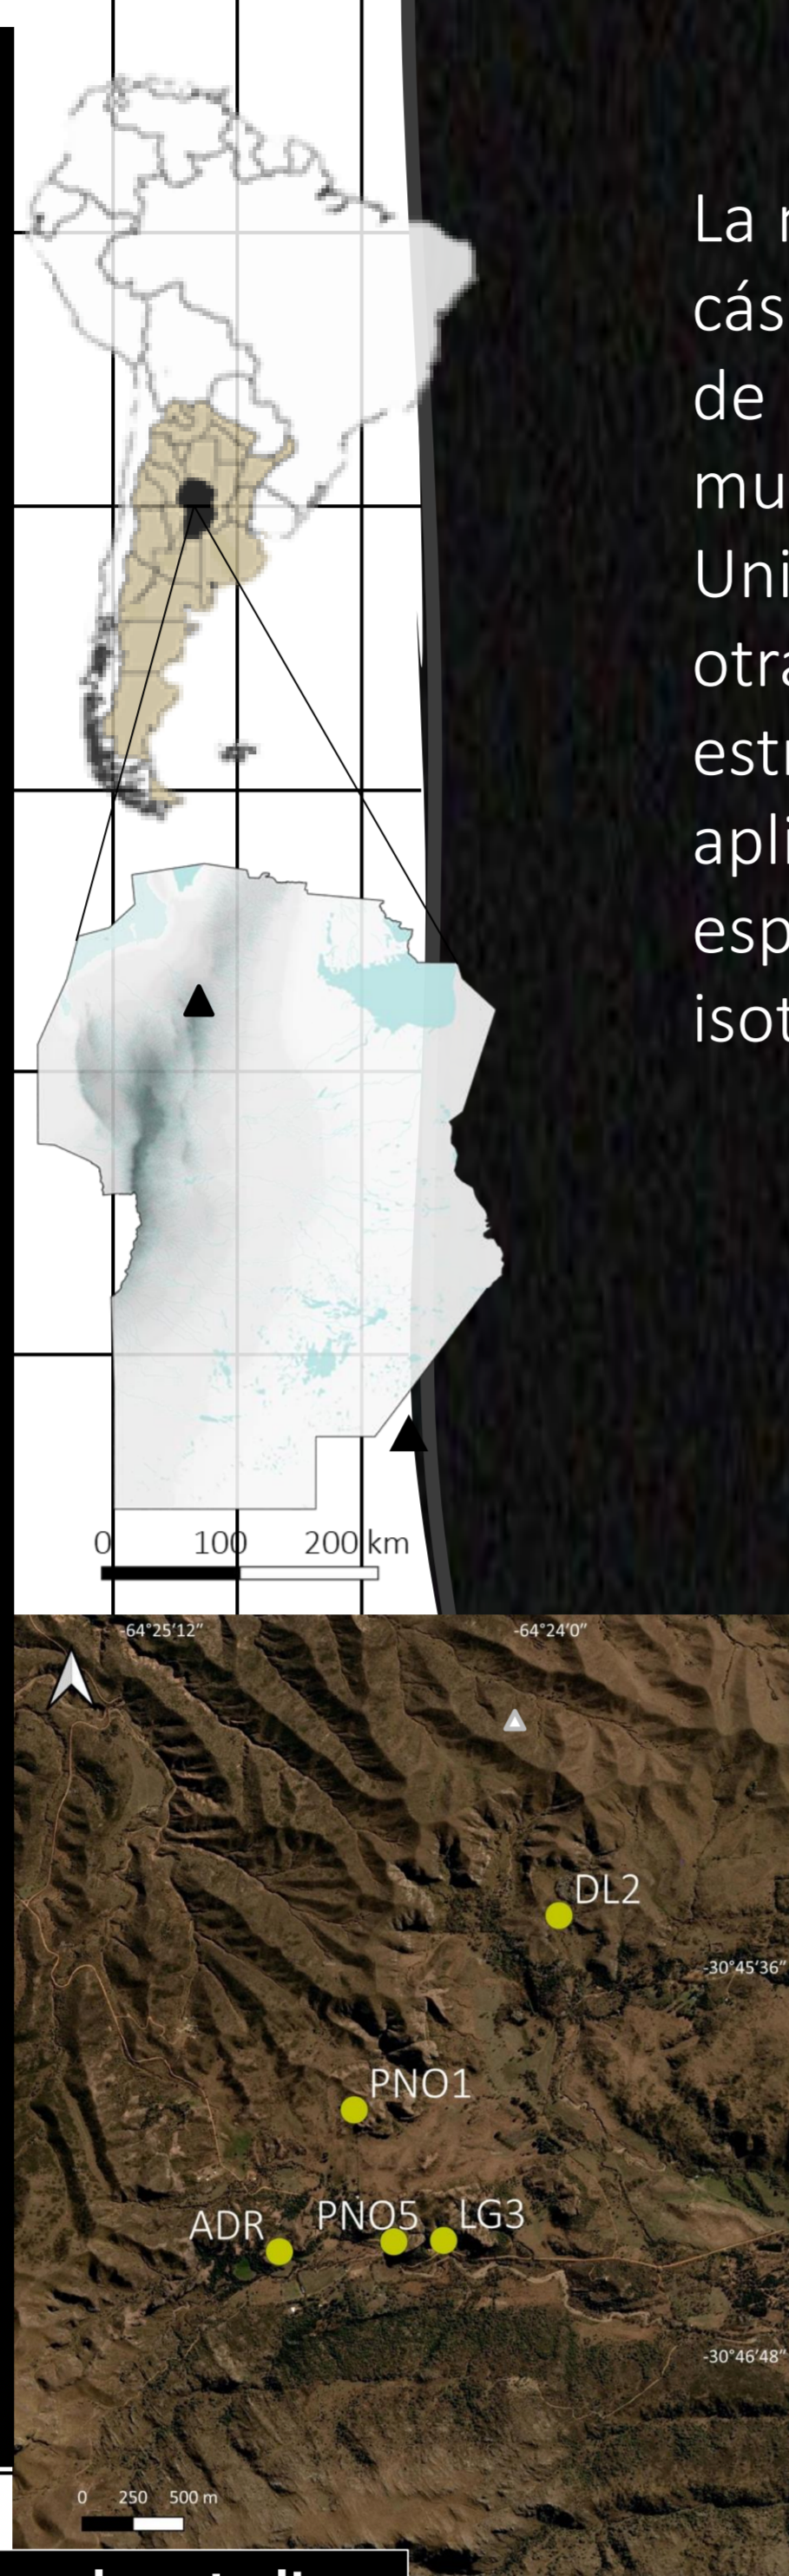 La
cás
de
mu
Uni
otra
estr
apli
esp
isot
0 100 200 km
-64°25'12” -64°24'0”
DL2
-30°45'36”
PNO1
ADR PNO5 LG3
-30°46'48”
0 250 500 m